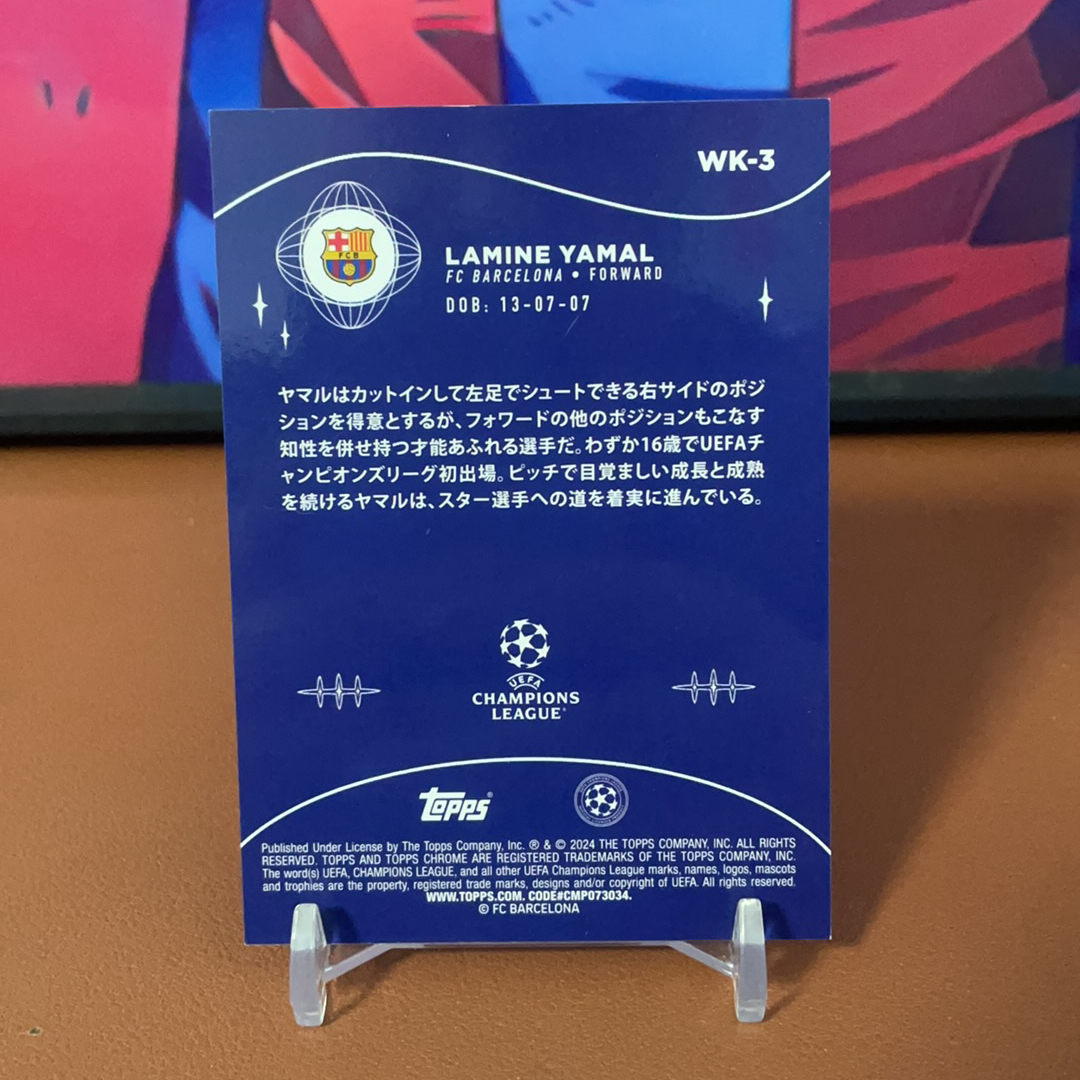 WK-3
FCB
LAMINE YAMAL
FC BARCELONA • FORWARD
DOB: 13-07-07
ヤマルはカットインして左足でシュートできる右サイドのポジ
ションを得意とするが、フォワードの他のポジションもこなす
知性を併せ持つ才能あふれる選手だ。わずか16歳でUEFAチ
ャンピオンズリーグ初出場。ピッチで目覚ましい成長と成熟
を続けるヤマルは、スター選手への道を着実に進んでいる。
UEFA
CHAMPIONS
LEAGUE®
Topps®
Published Under License by The Topps Company, Inc. ® & © 2024 THE TOPPS COMPANY, INC. ALL RIGHTS
RESERVED. TOPPS AND TOPPS CHROME ARE REGISTERED TRADEMARKS OF THE TOPPS COMPANY, INC.
The word(s) UEFA, CHAMPIONS LEAGUE, and all other UEFA Champions League marks, names, logos, mascots
and trophies are the property, registered trade marks, designs and/or copyright of UEFA. All rights reserved.
WWW.TOPPS.COM. CODE#CMP073034.
© FC BARCELONA